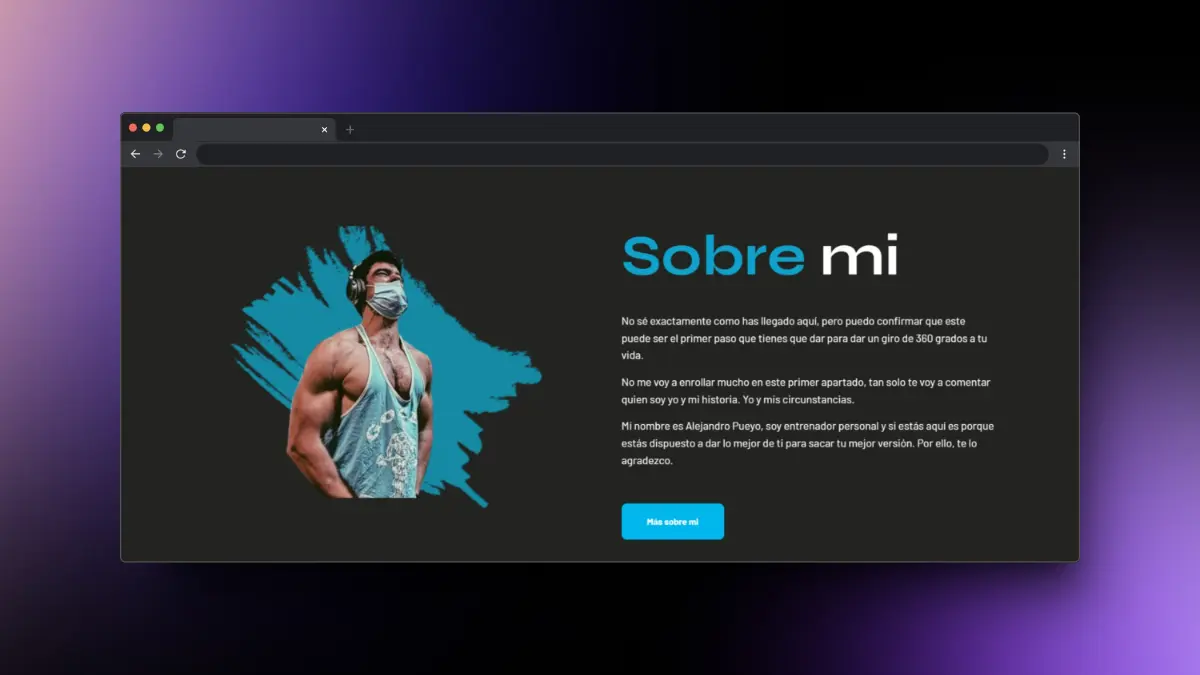 Sobre mi
No sé exactamente como has llegado aquí, pero puedo confirmar que este
puede ser el primer paso que tienes que dar para dar un giro de 360 grados a tu
vida.
No me voy a enrollar mucho en este primer apartado, tan solo te voy a comentar
quien soy yo y mi historia. Yo y mis circunstancias.
Mi nombre es Alejandro Pueyo, soy entrenador personal y si estás aquí es porque
estás dispuesto a dar lo mejor de ti para sacar tu mejor versión. Por ello, te lo
agradezco.
Más sobre mi